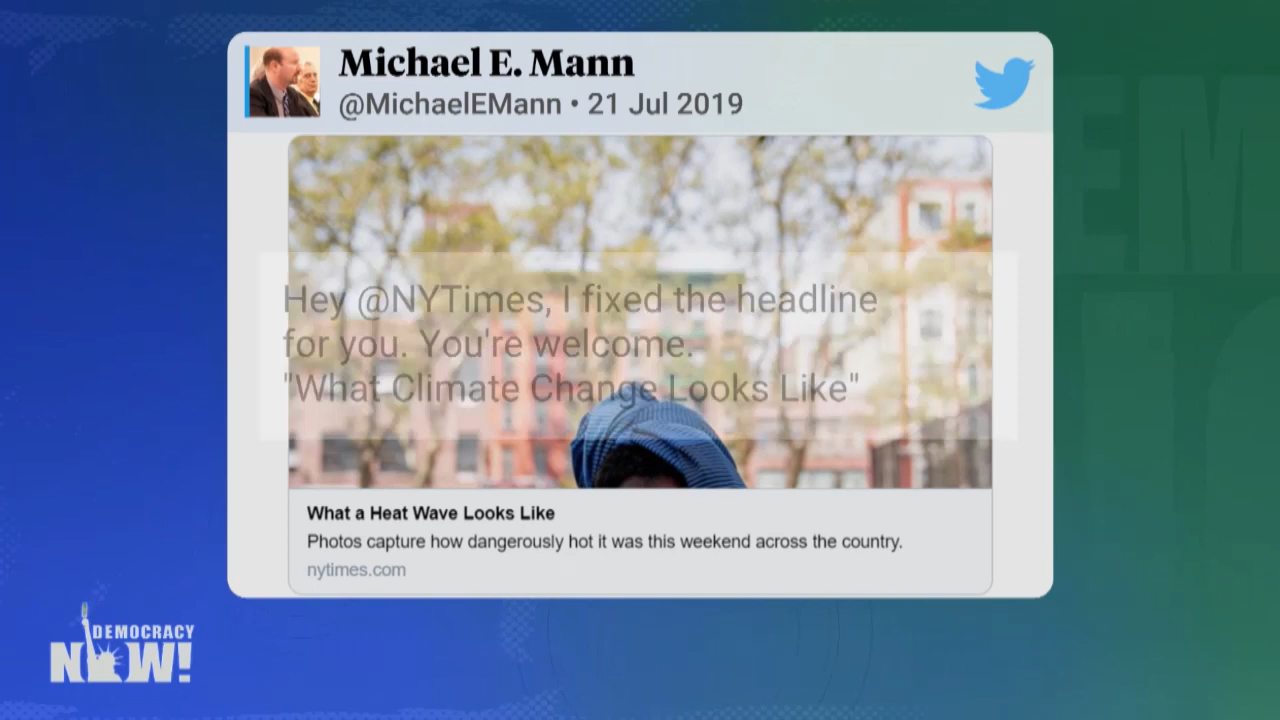 Michael E. Mann
@MichaelEMann • 21 Jul 2019
Hey @NYTimes, I fixed the headline
for you. You're welcome.
"What Climate Change Looks Like"
What a Heat Wave Looks Like
Photos capture how dangerously hot it was this weekend across the country.
nytimes.com
DEMOCRACY
NOW!